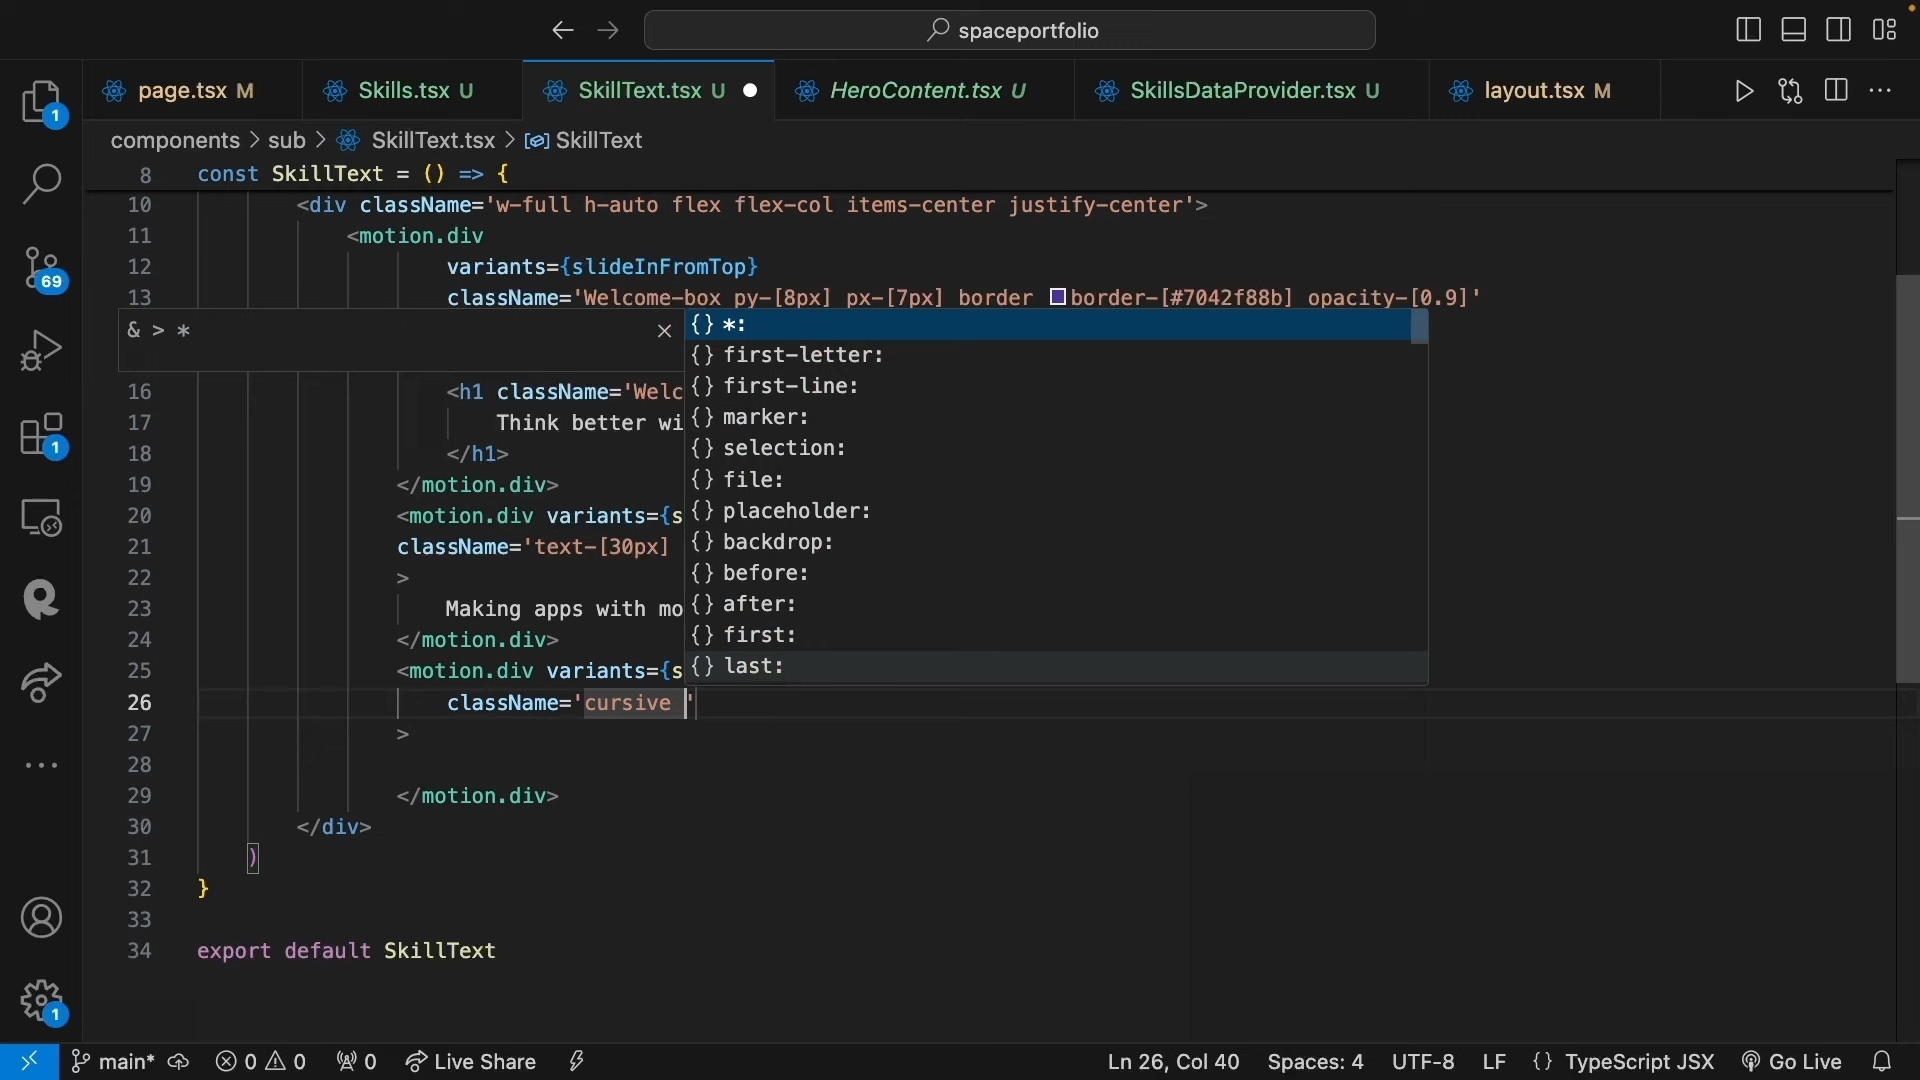 spaceportfolio
page.tsx M
Skills.tsx U
SkillText.tsx U
HeroContent.tsx U
SkillsDataProvider.tsx U
layout.tsx M
components > sub > SkillText.tsx > SkillText
8 const SkillText = () => {
10 <div className='w-full h-auto flex flex-col items-center justify-center'>
11 <motion.div
12 variants={slideInFromTop}
13 className='Welcome-box py-[8px] px-[7px] border border-[#7042f88b] opacity-[0.9]'
& > *
{} *:
{} first-letter:
{} first-line:
{} marker:
{} selection:
{} file:
{} placeholder:
{} backdrop:
{} before:
{} after:
{} first:
{} last:
16 <h1 className='Welc
17 Think better wi
18 </h1>
19 </motion.div>
20 <motion.div variants={s
21 className='text-[30px]
22 >
23 Making apps with mo
24 </motion.div>
25 <motion.div variants={s
26 className='cursive '
27 >
28
29 </motion.div>
30 </div>
31 )
32 }
33
34 export default SkillText
1
69
1
1
main* 0 0 0 Live Share Ln 26, Col 40 Spaces: 4 UTF-8 LF {} TypeScript JSX Go Live